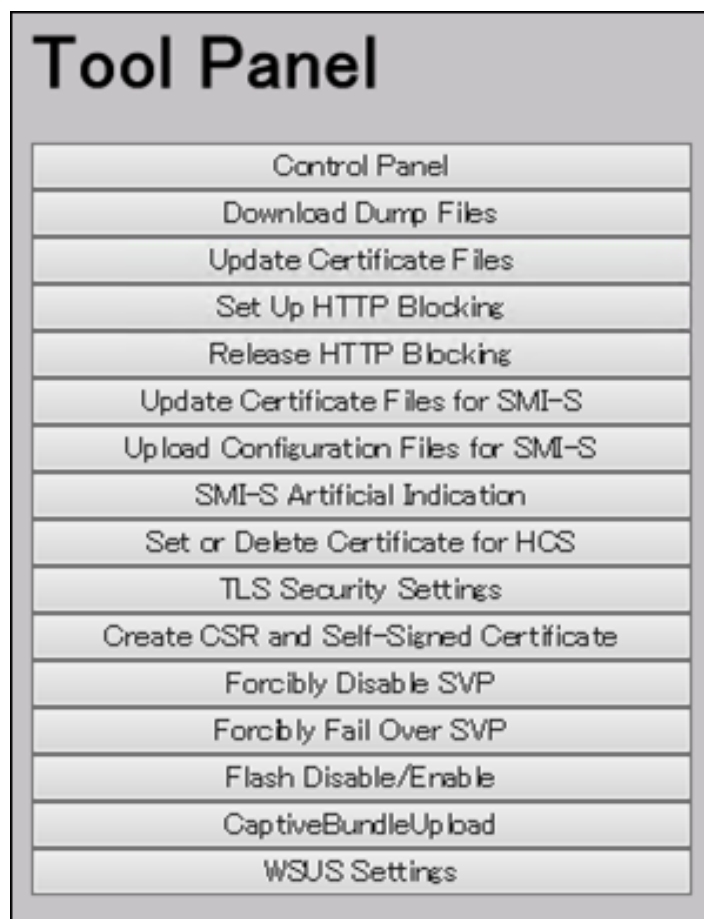 Tool Panel
Control Panel
Download Dump Files
Update Certificate Files
Set Up HTTP Blocking
Release HTTP Blocking
Update Certificate Files for SMI-S
Upload Configuration Files for SMI-S
SMI-S Artificial Indication
Set or Delete Certificate for HCS
TLS Security Settings
Create CSR and Self-Signed Certificate
Forcibly Disable SVP
Forcibly Fail Over SVP
Flash Disable/Enable
CaptiveBundleUpload
WSUS Settings